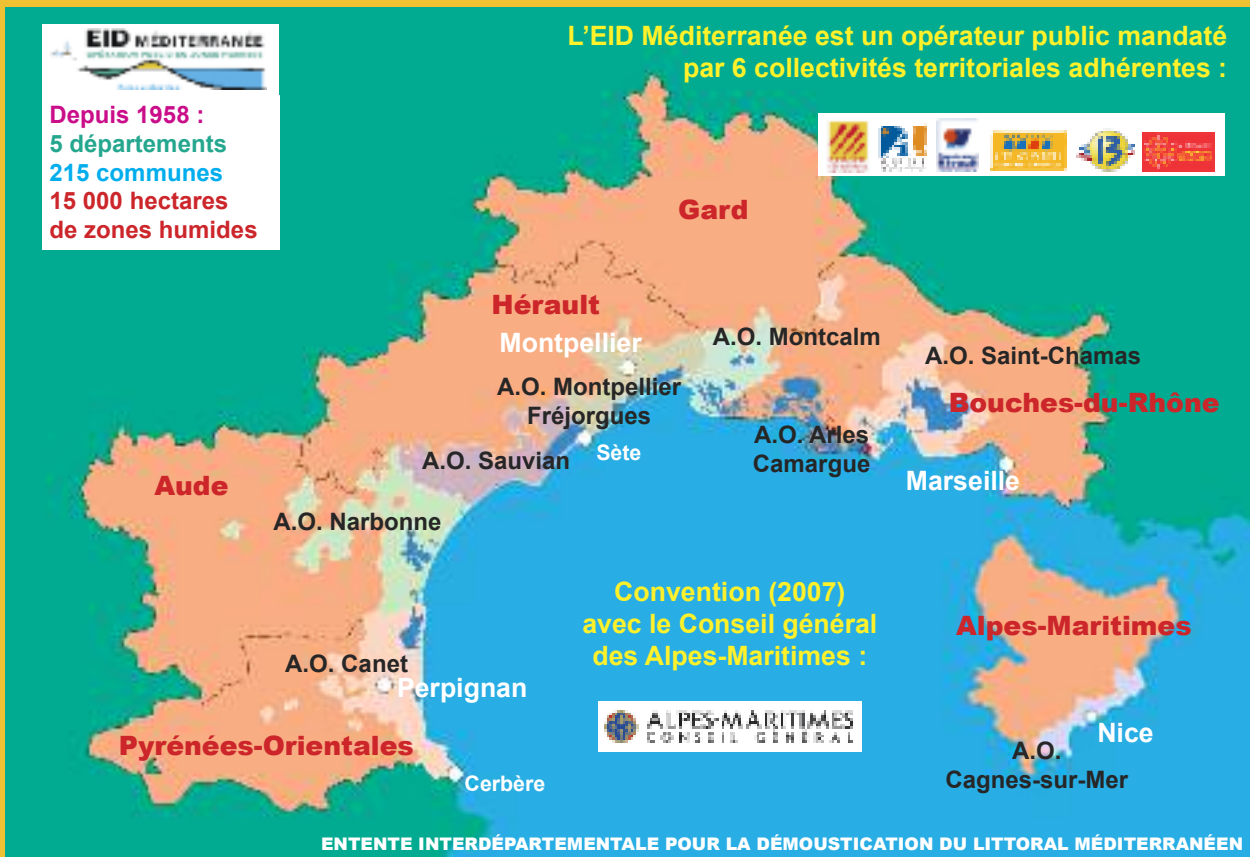 EID MÉDITERRANÉE
Depuis 1958 :
5 départements
215 communes
15 000 hectares
de zones humides
L'EID Méditerranée est un opérateur public mandaté
par 6 collectivités territoriales adhérentes :
13
Gard
Hérault
Montpellier
A.O. Montcalm
A.O. Saint-Chamas
A.O. Montpellier
Fréjorgues
Bouches-du-Rhône
A.O. Arles
Camargue
Sète
A.O. Sauvian
Marseille
Aude
A.O. Narbonne
Convention (2007)
avec le Conseil général
des Alpes-Maritimes :
Alpes-Maritimes
A.O. Canet
Perpignan
ALPES-MARITIMES
CONSEIL GÉNÉRAL
Nice
Pyrénées-Orientales
A.O.
Cagnes-sur-Mer
Cerbère
ENTENTE INTERDÉPARTEMENTALE POUR LA DÉMOUSTICATION DU LITTORAL MÉDITERRANÉEN